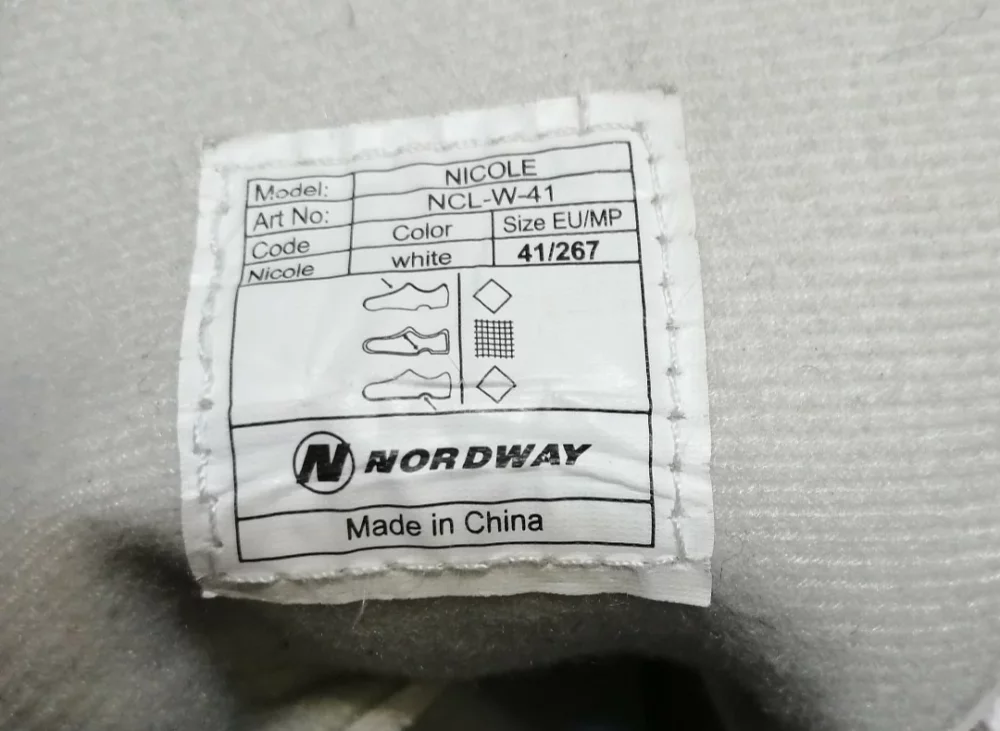 Model: NICOLE
Art No: NCL-W-41
Code Color Size EU/MP
Nicole white 41/267
N NORDWAY
Made in China